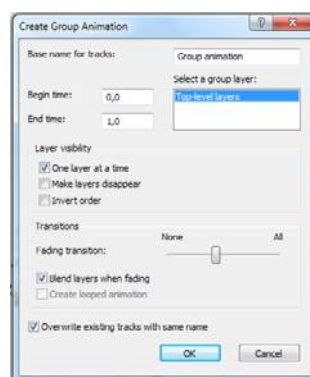 Create Group Animation
Base name for tracks:
Group animation
Select a group layer:
Begin time:
0,0
Top-level layers
End time:
1,0
Layer visibility
One layer at a time
Make layers disappear
Invert order
Transitions
None
All
Fading transition:
Blend layers when fading
Create looped animation
Overwrite existing tracks with same name
OK
Cancel